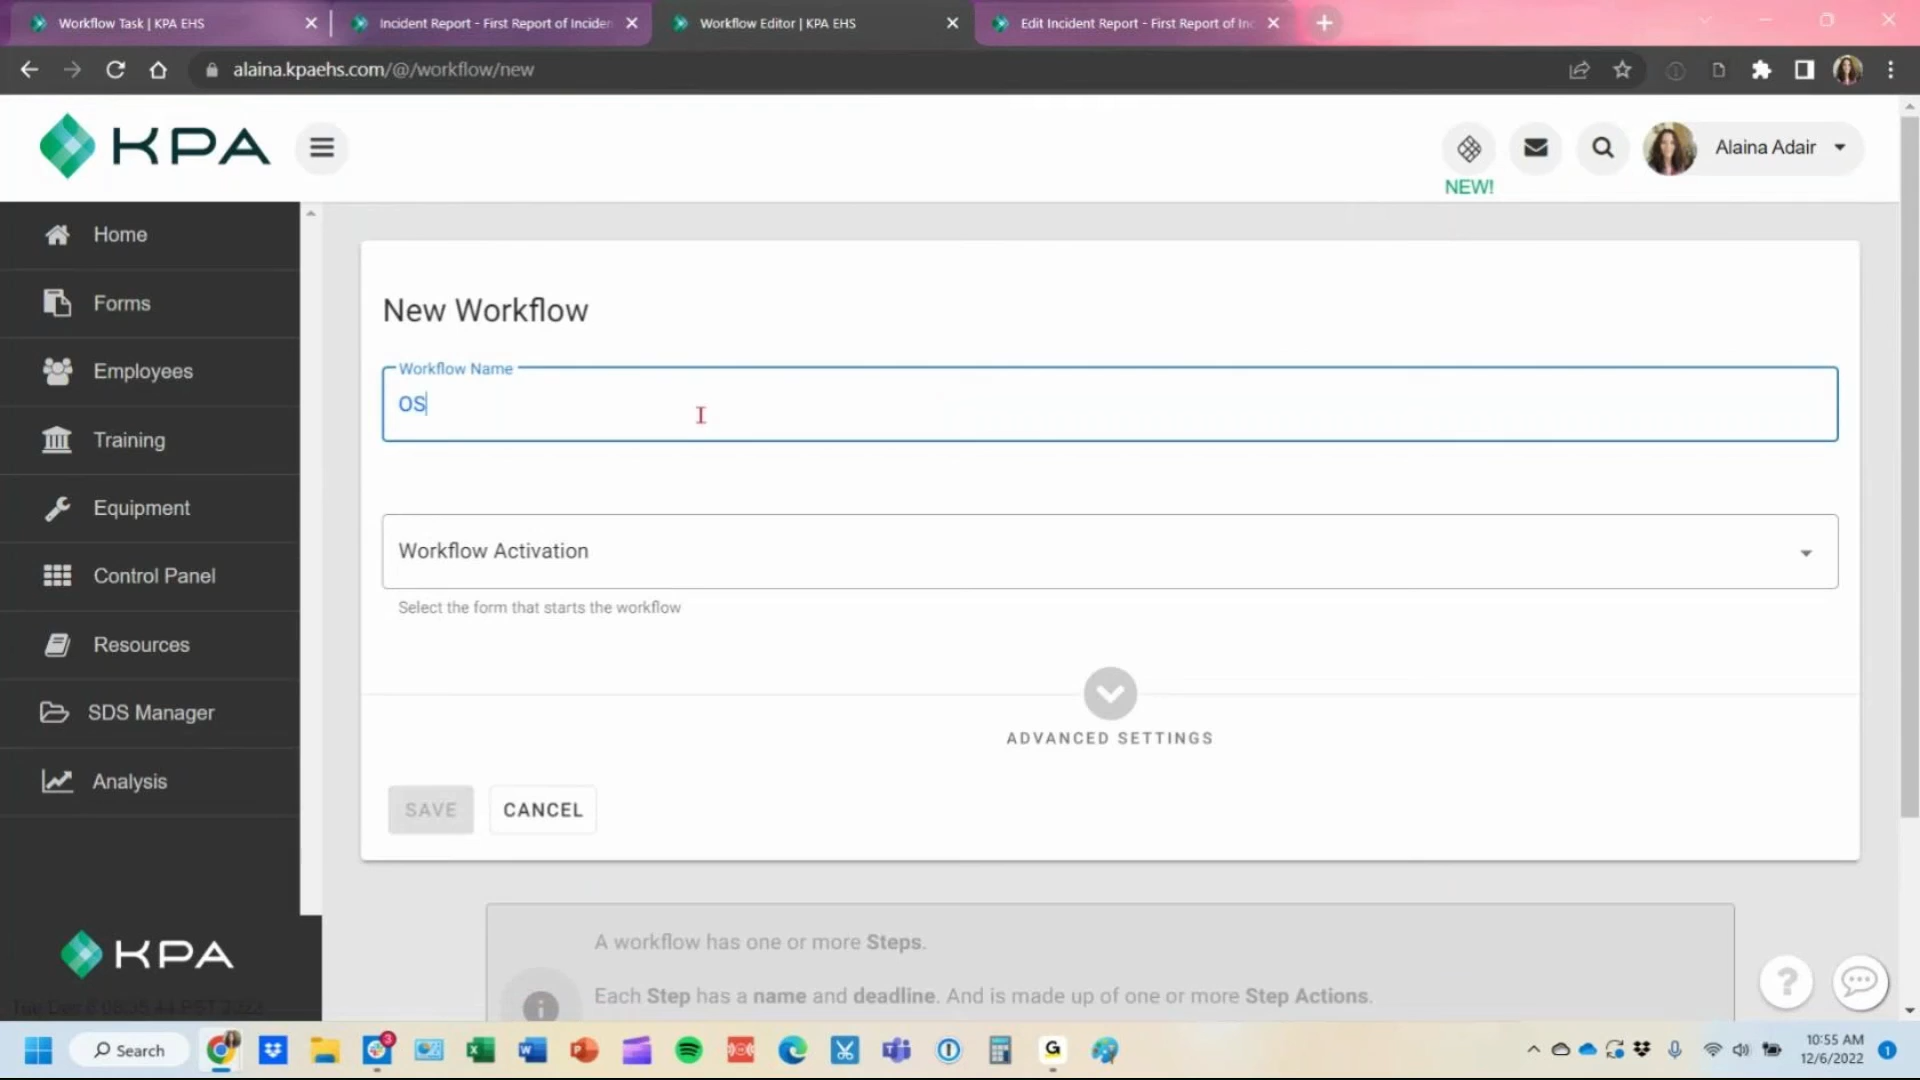 Workflow Task | KPA EHS
Incident Report - First Report of Inciden
Workflow Editor | KPA EHS
Edit Incident Report - First Report of Inc
alaina.kpaehs.com/@/workflow/new
KPA
NEW!
Alaina Adair
Home
Forms
Employees
Training
Equipment
Control Panel
Resources
SDS Manager
Analysis
KPA
New Workflow
Workflow Name
OS
Workflow Activation
Select the form that starts the workflow
ADVANCED SETTINGS
SAVE
CANCEL
A workflow has one or more Steps.
Each Step has a name and deadline. And is made up of one or more Step Actions.
Search
3
10:55 AM
12/6/2022
1